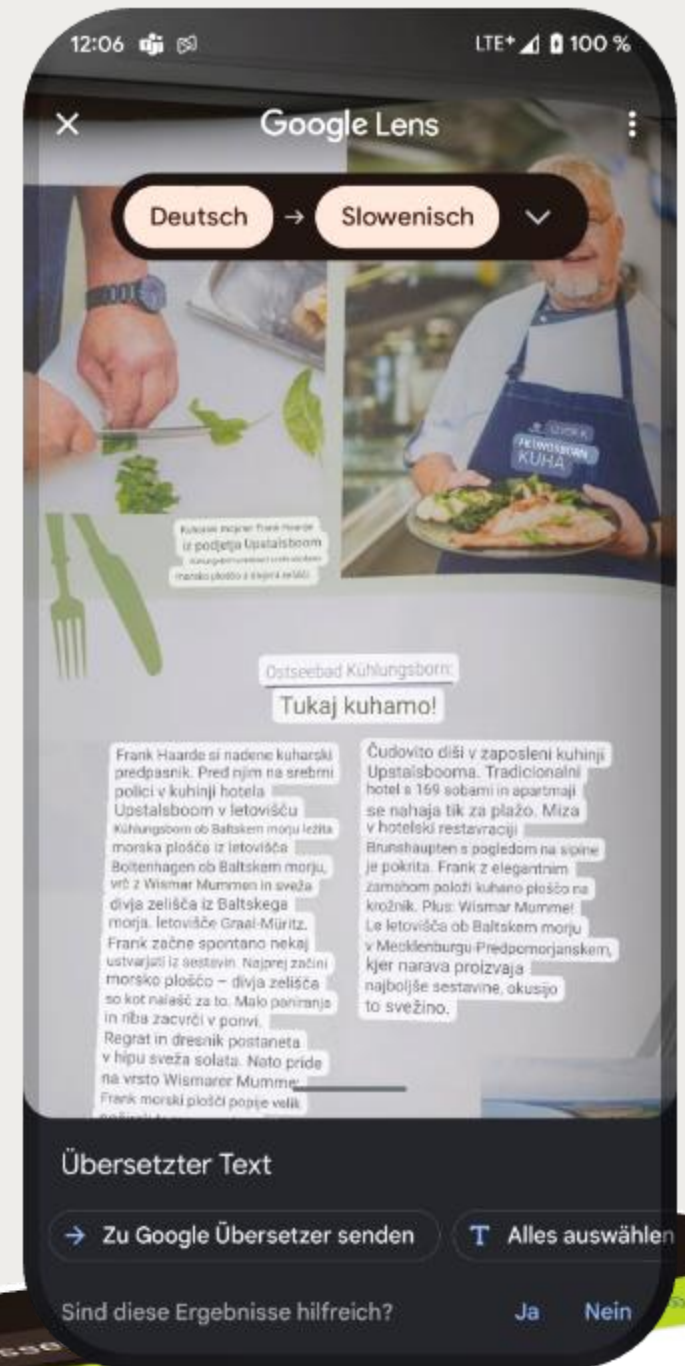 12:06
LTE+ 100 %
Google Lens
Deutsch → Slowenisch
KUHA
Frank Haarde
iz podjetja Upstalsboom
morsko ploščo z divjimi zelišči
Ostseebad Kühlungsborn:
Tukaj kuhamo!
Frank Haarde si nadene kuharski
predpasnik. Pred njim na srebrni
polici v kuhinji hotela
Upstalsboom v letovišču
Kühlungsborn ob Baltskem morju ležita
morska plošča iz letovišča
Boltenhagen ob Baltskem morju,
vrč z Wismar Mummen in sveža
divja zelišča iz Baltskega
morja. letovišče Graal-Müritz.
Frank začne spontano nekaj
ustvarjati iz sestavin. Najprej začini
morsko ploščo – divja zelišča
so kot nalašč za to. Malo paniranja
in riba zacvrči v ponvi.
Regrat in dresnik postaneta
v hipu sveža solata. Nato pride
na vrsto Wismarer Mumme:
Frank morski plošči popije velik
Čudovito diši v zaposleni kuhinji
Upstalsbooma. Tradicionalni
hotel s 169 sobami in apartmaji
se nahaja tik za plažo. Miza
v hotelski restavraciji
Brunshaupten s pogledom na sipine
je pokrita. Frank z elegantnim
zamahom položi kuhano ploščo na
krožnik. Plus: Wismar Mumme!
Le letovišča ob Baltskem morju
v Mecklenburgu-Predpomorjanskem,
kjer narava proizvaja
najboljše sestavine, okusijo
to svežino.
Übersetzter Text
→ Zu Google Übersetzer senden
T Alles auswählen
Sind diese Ergebnisse hilfreich?
Ja
Nein